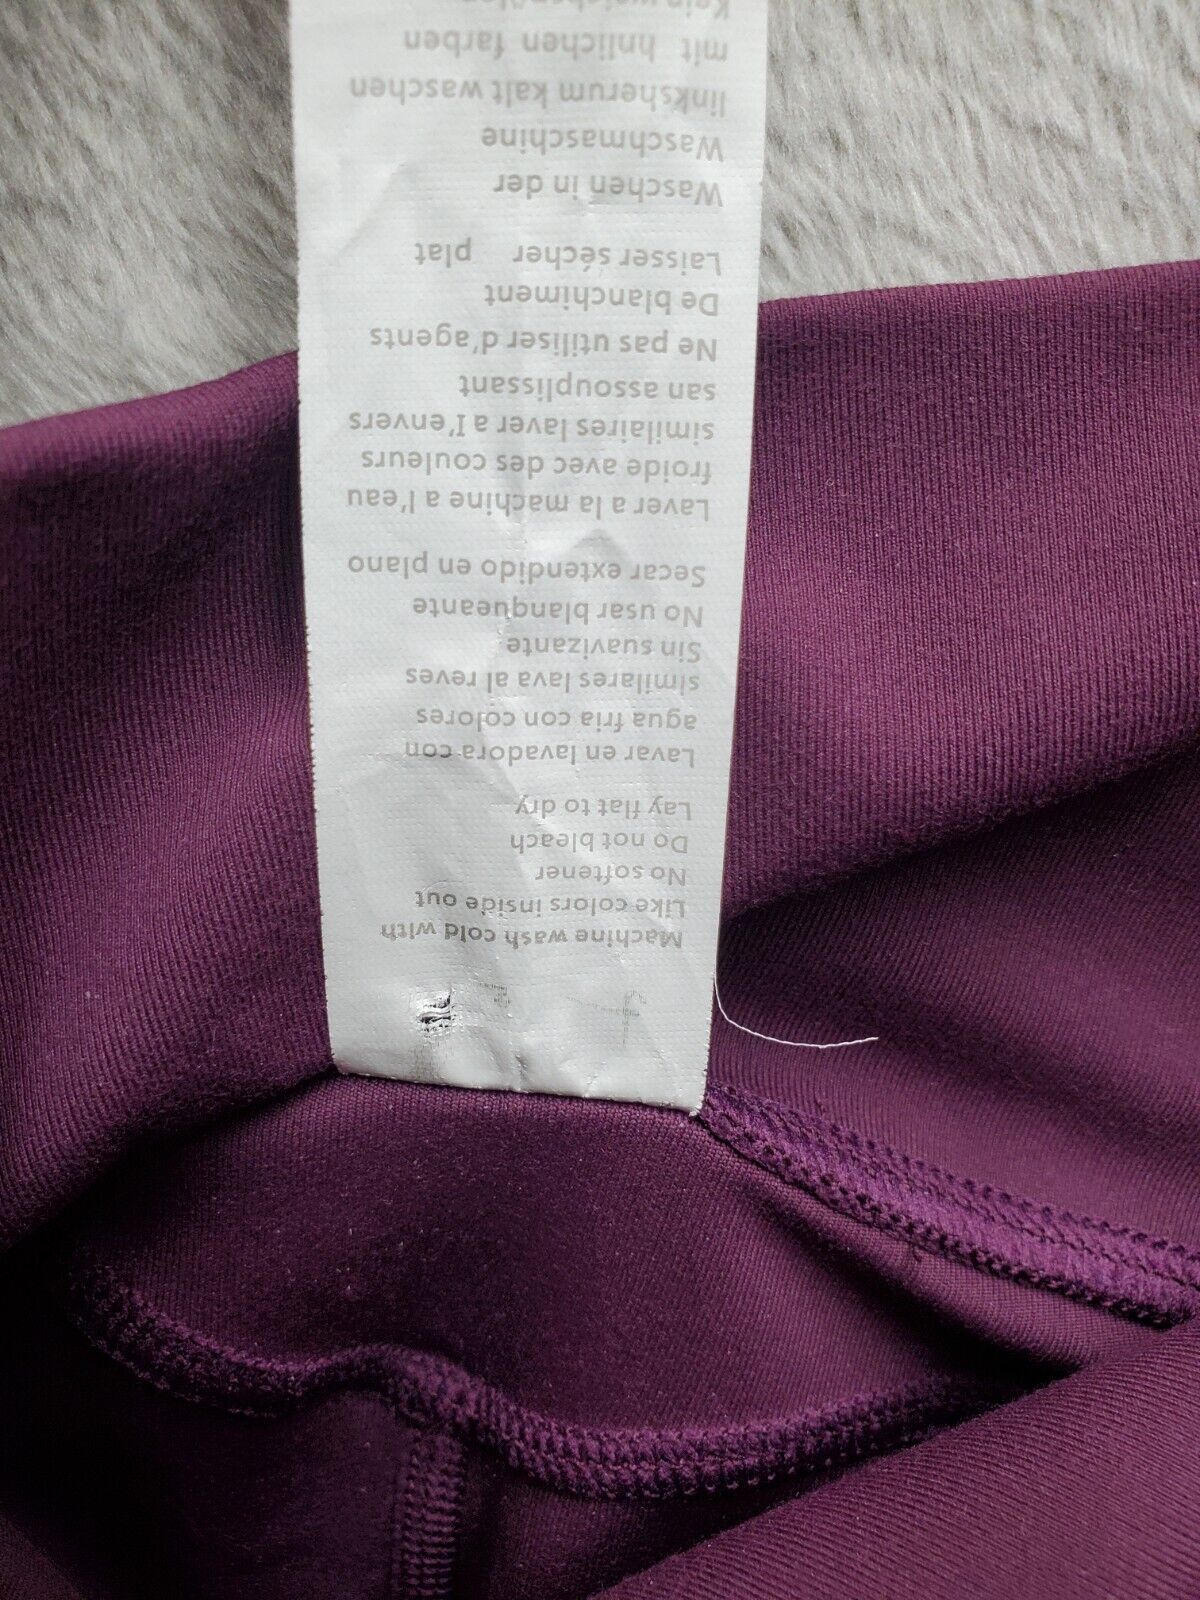 Machine wash cold with
Like colors inside out
No softener
Do not bleach
Lay flat to dry
Lavar en lavadora con
agua fria con colores
similares lava al reves
Sin suavizante
No usar blanqueante
Secar extendido en plano
Laver a la machine a l'eau
froide avec des couleurs
similaires laver a I'envers
san assouplissant
Ne pas utiliser d'agents
De blanchiment
Laisser sécher plat
Waschen in der
Waschmaschine
linksherum kalt waschen
mit hnlichen farben
Kein